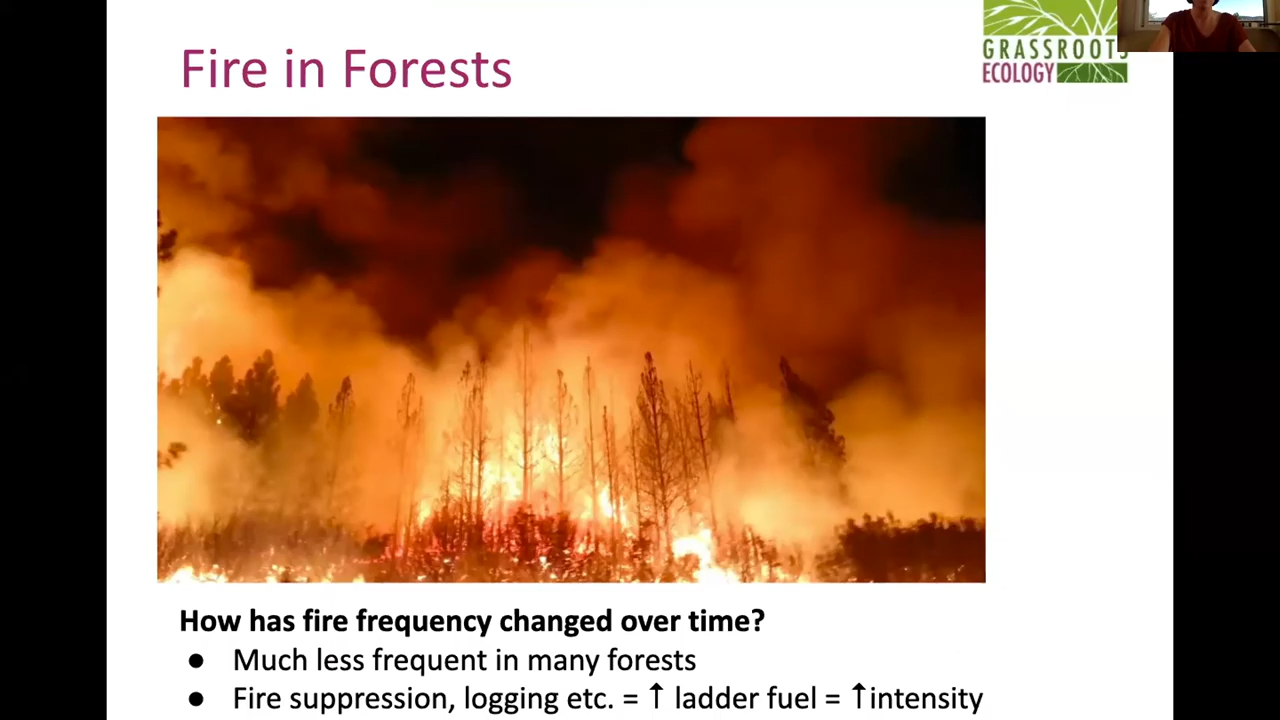 Fire in Forests
GRASSROOTS
ECOLOGY
How has fire frequency changed over time?
● Much less frequent in many forests
● Fire suppression, logging etc. = ↑ ladder fuel = ↑intensity